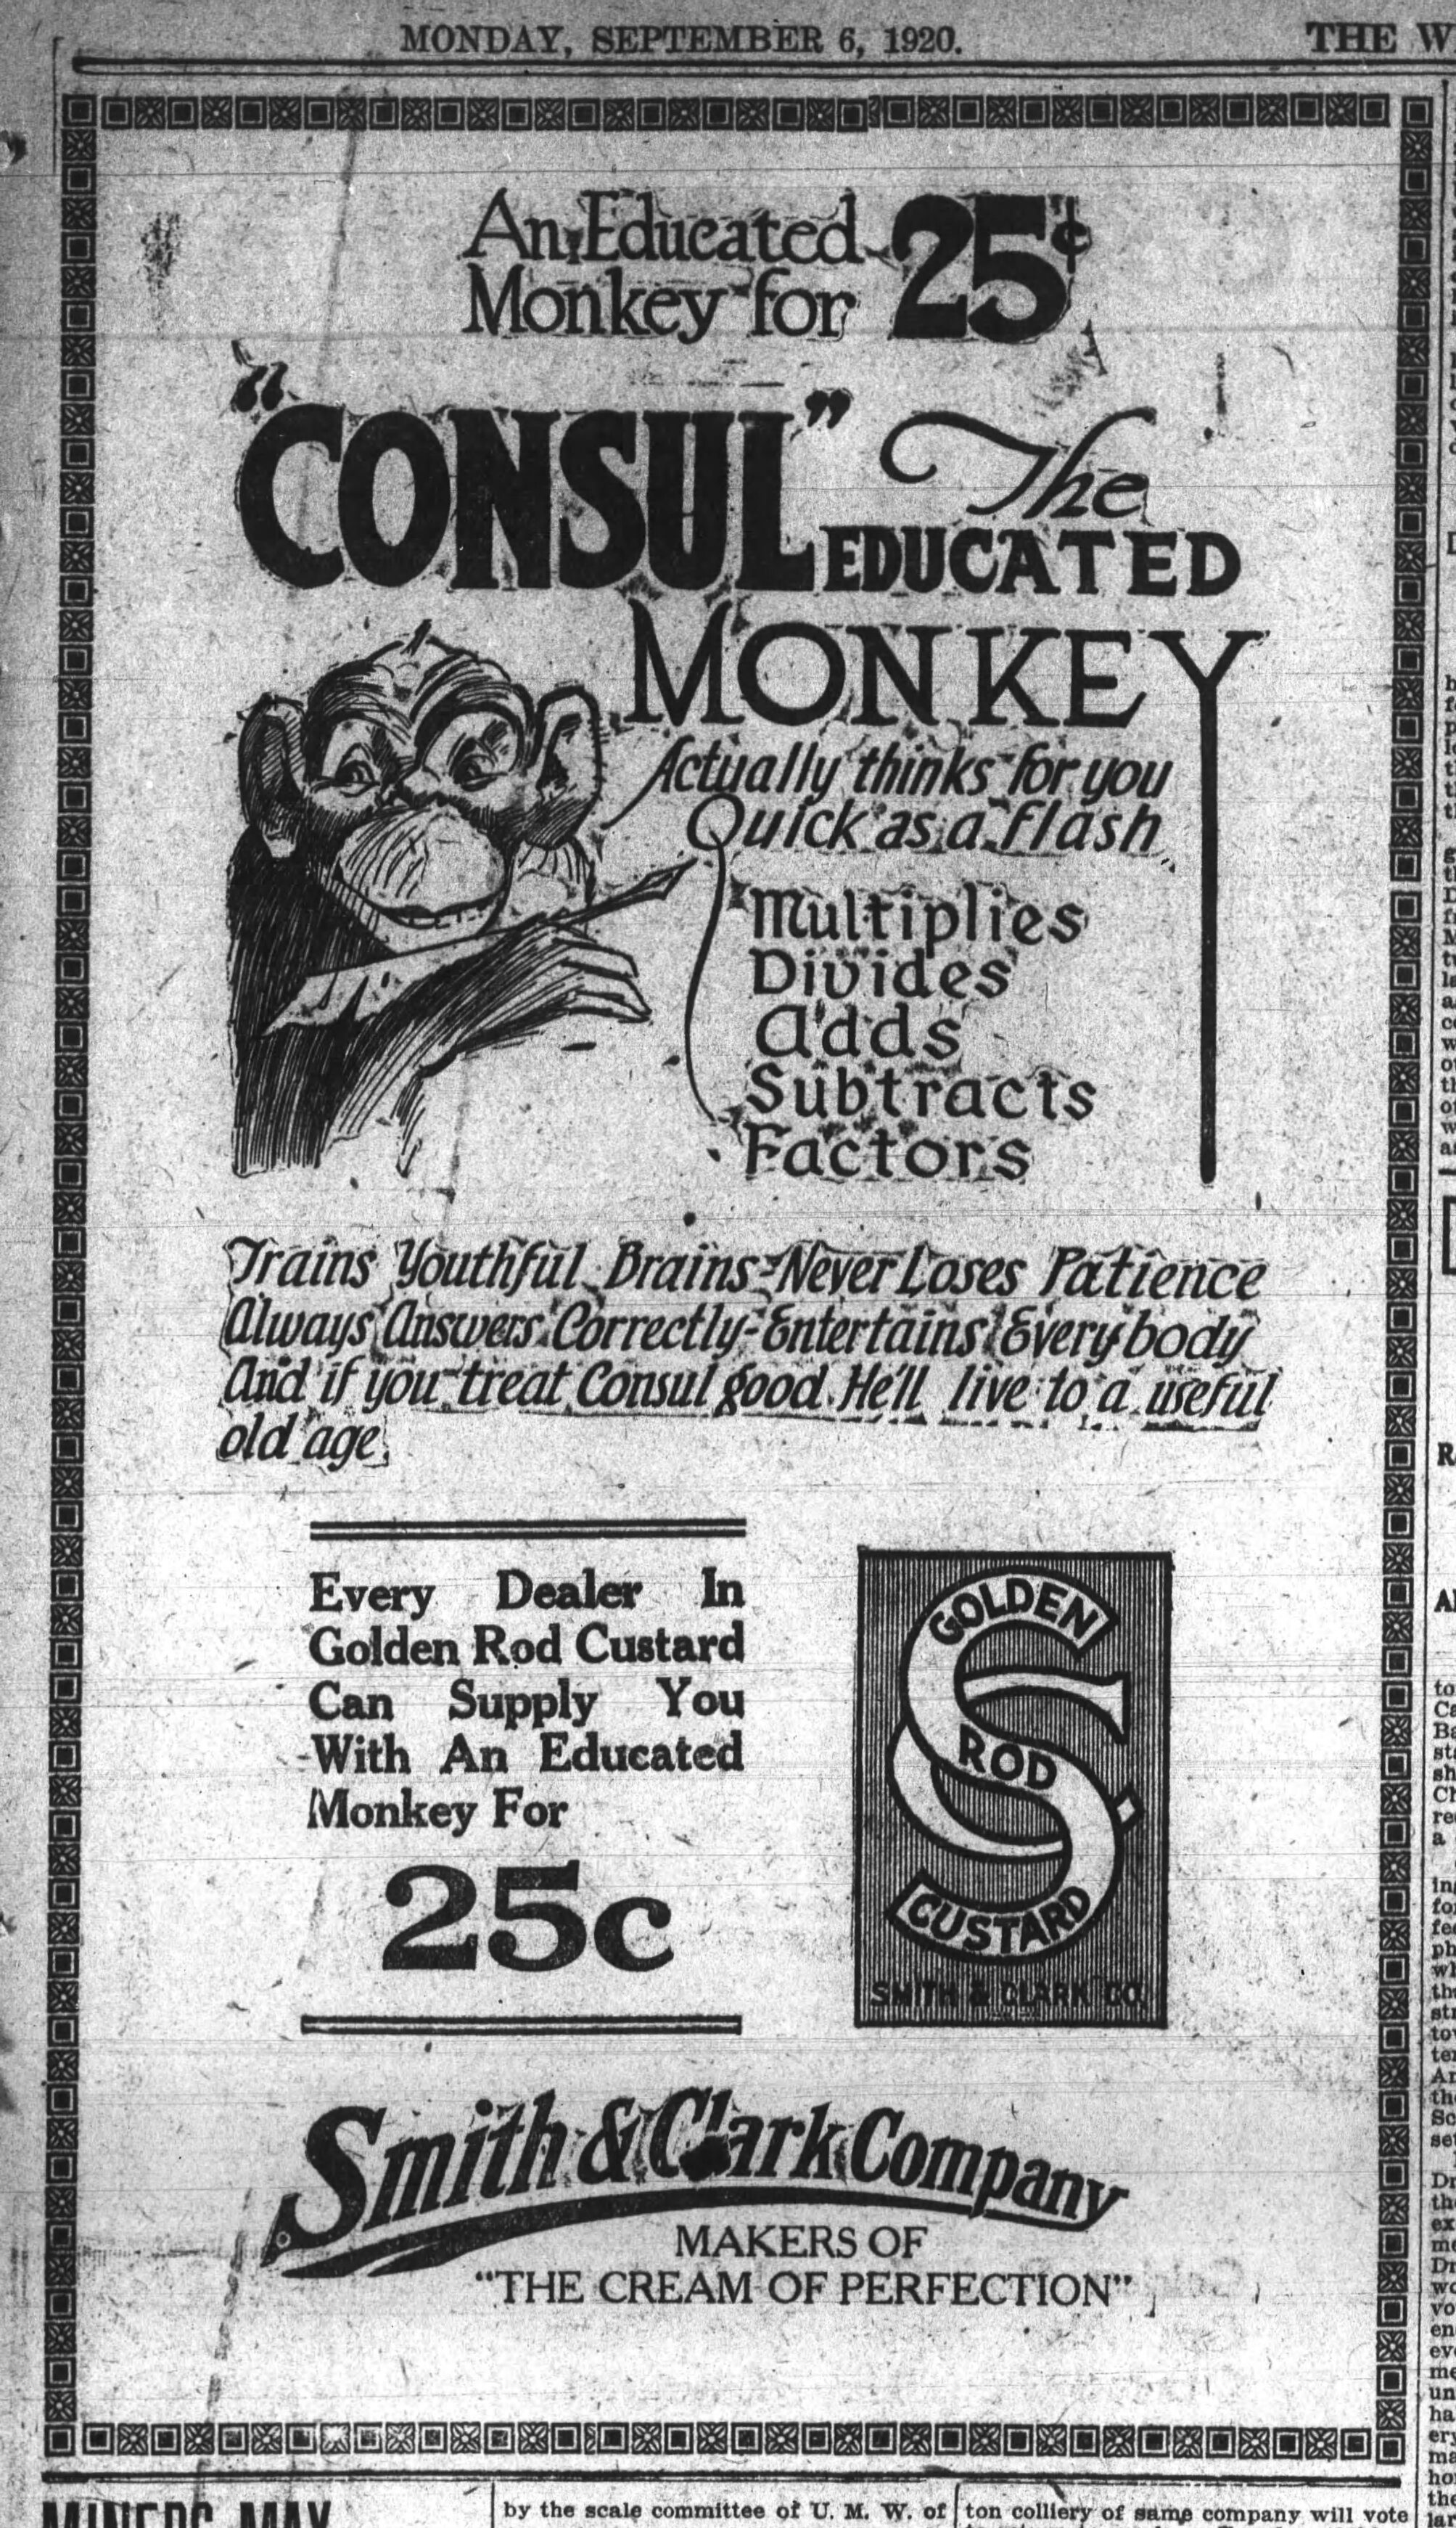 MONDAY, SEPTEMBER 6, 1920.
THE W
An Educated
Monkey for 25¢
"CONSUL" The
EDUCATED
MONKEY
Actually thinks for you
Quick as a flash
Multiplies
Divides
Adds
Subtracts
Factors
Trains Youthful Brains-Never Loses Patience
Always Answers Correctly-Entertains Everybody
And if you treat Consul good He'll live to a useful
old age.
Every Dealer In
Golden Rod Custard
Can Supply You
With An Educated
Monkey For
25c
GOLDEN
ROD
CUSTARD
SMITH & CLARK CO.
Smith & Clark Company
MAKERS OF
"THE CREAM OF PERFECTION"
MINERS MAY
by the scale committee of U. M. W. of
ton colliery of same company will vote